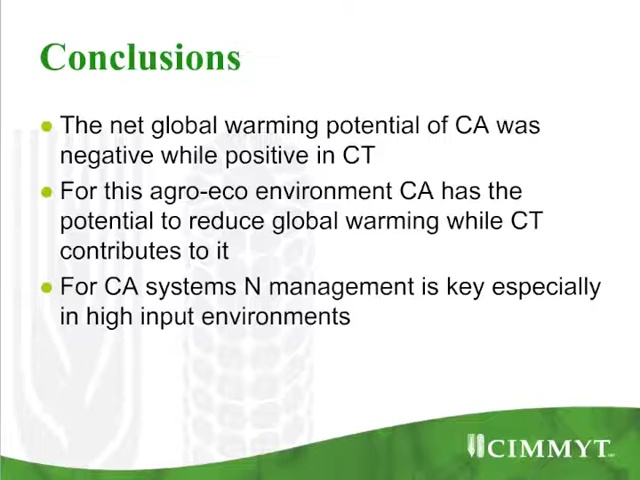 Conclusions
The net global warming potential of CA was
negative while positive in CT
For this agro-eco environment CA has the
potential to reduce global warming while CT
contributes to it
For CA systems N management is key especially
in high input environments
CIMMYT